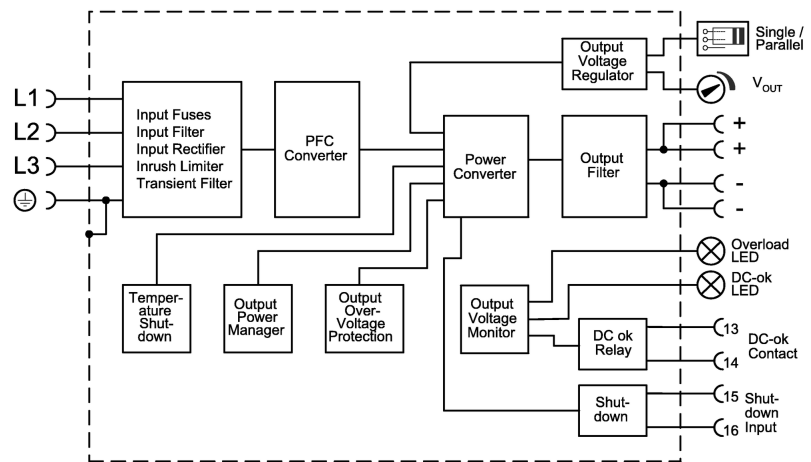 L1
L2
L3
Input Fuses
Input Filter
Input Rectifier
Inrush Limiter
Transient Filter
PFC
Converter
Power
Converter
Output
Filter
Output
Voltage
Regulator
Single /
Parallel
VOUT
+
+
-
-
Temper-
ature
Shut-
down
Output
Power
Manager
Output
Over-
Voltage
Protection
Output
Voltage
Monitor
Overload
LED
DC-ok
LED
DC ok
Relay
13
14
DC-ok
Contact
Shut-
down
15
16
Shut-
down
Input